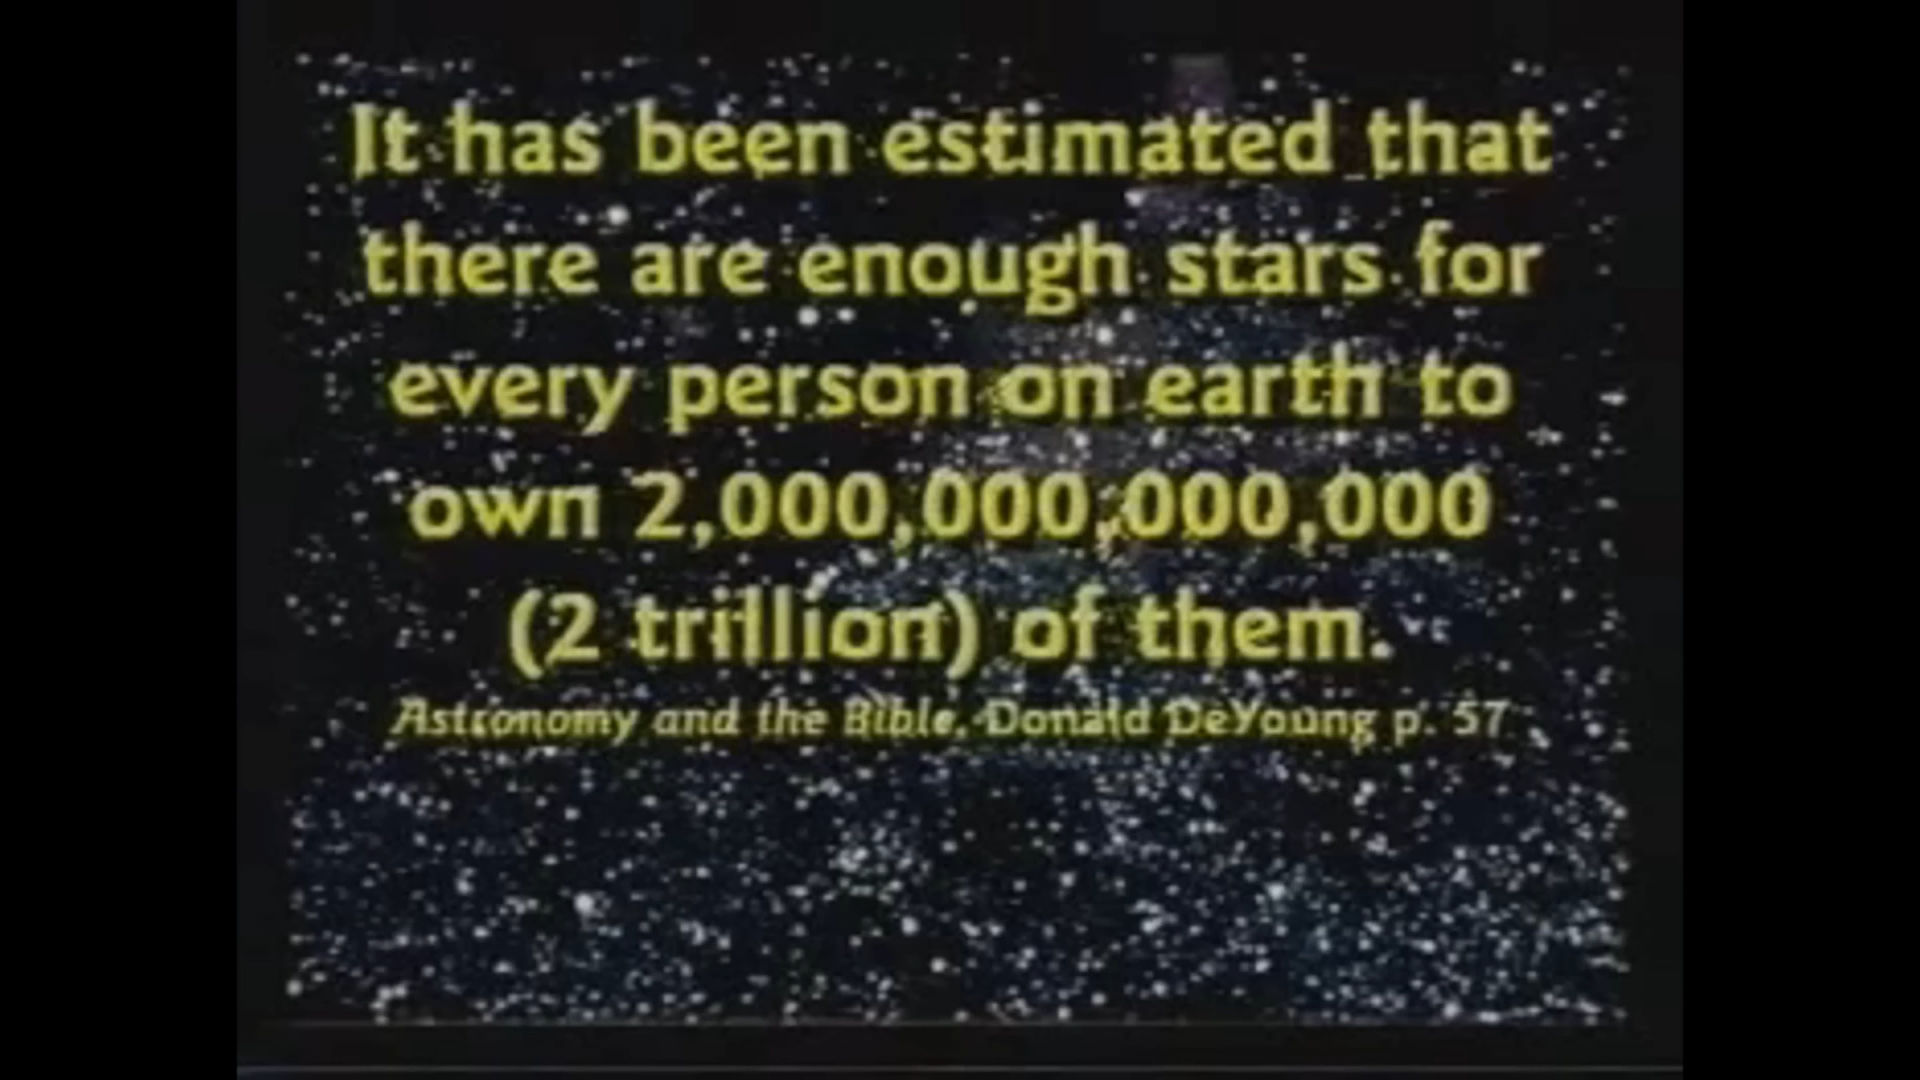 It has been estimated that
there are enough stars for
every person on earth to
own 2,000,000,000,000
(2 trillion) of them.
Astronomy and the Bible, Donald DeYoung p. 57